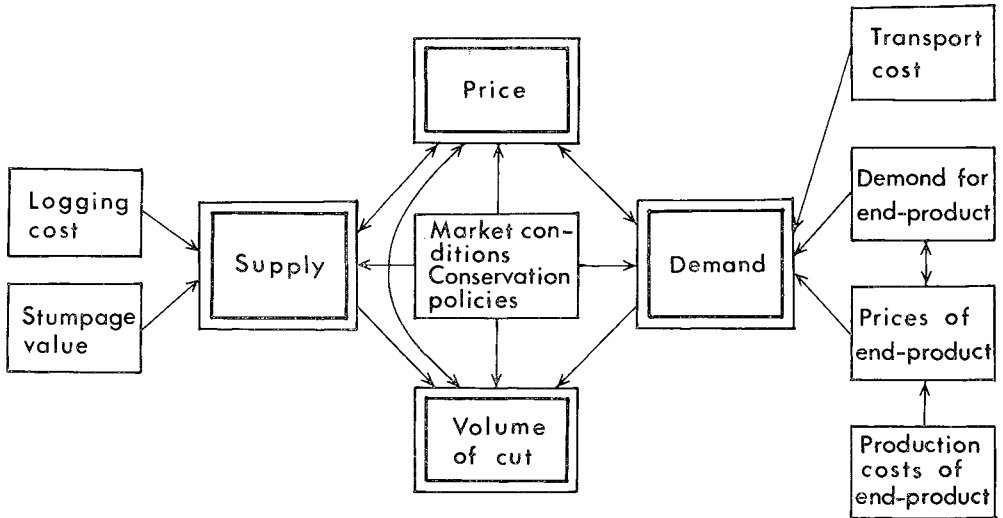 Price
Transport
cost
Logging
cost
Supply
Market con-
ditions
Conservation
policies
Demand
Demond for
end-product
Stumpage
value
Prices of
end-product
Volume
of cut
Production
costs of
end-product